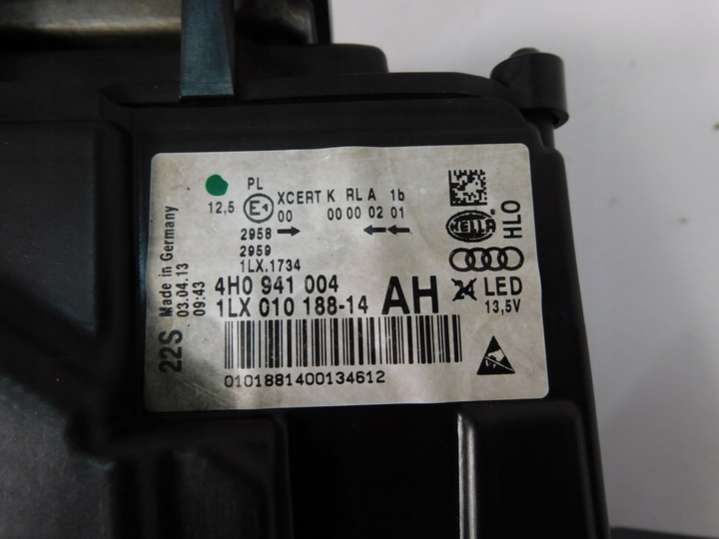 PL
12,5 E1 XCERT K RL A 1b
00 00 00 02 01
2958
2959
1LX.1734
4H0 941 004
1LX 010 188-14 AH
0101881400134612
HELLA
HLO
LED
13,5V
22S
Made in Germany
03.04.13
09:43